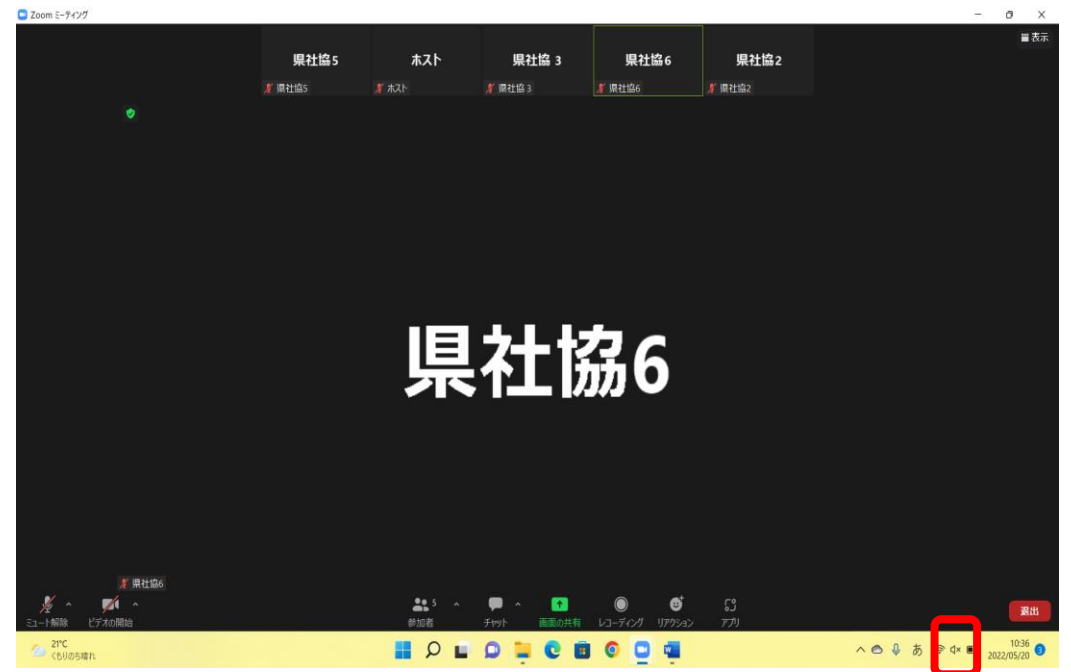 Zoom ミーティング
表示
県社協5
ホスト
県社協 3
県社協6
県社協2
県社協5
ホスト
県社協 3
県社協6
県社協2
県社協6
県社協6
5
ミュート解除
ビデオの開始
参加者
チャット
画面の共有
レコーディング
リアクション
アプリ
退出
21°C
くもりのち晴れ
あ
10:36
2022/05/20
3